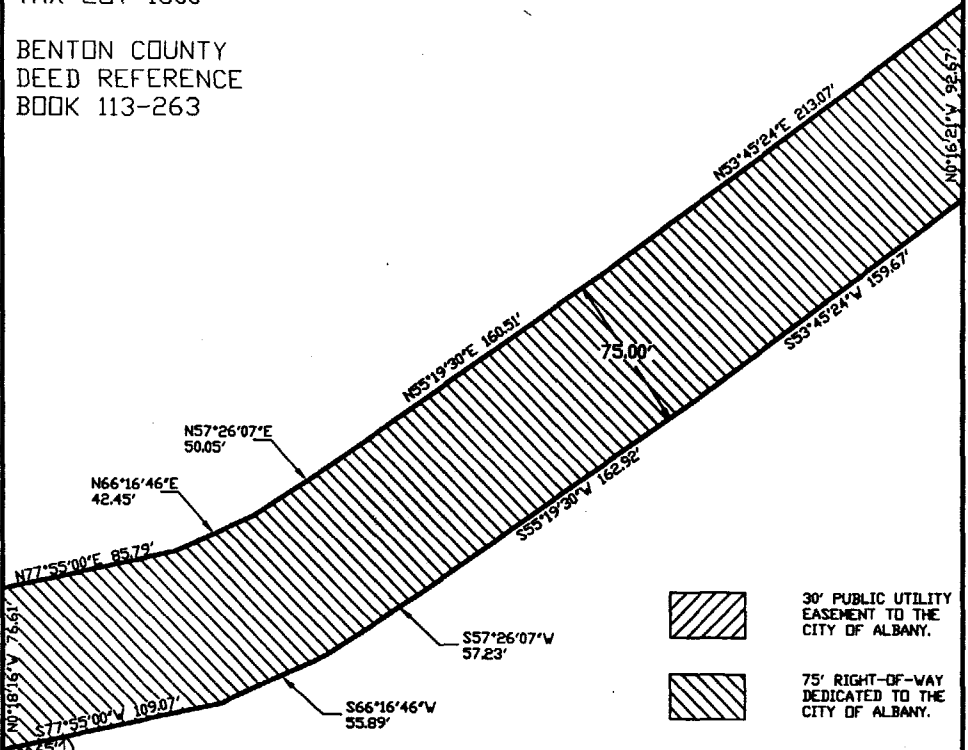 BENTON COUNTY
DEED REFERENCE
BOOK 113-263
N53°45'24"E 213.07'
N0°16'21"W 92.67'
N55°19'30"E 160.51'
75.00'
S53°45'24"W 159.67'
N57°26'07"E
50.05'
N66°16'46"E
42.45'
S55°19'30"W 162.92'
N77°55'00"E 85.79'
N0°18'16"W 76.61'
S57°26'07"W
57.23'
S66°16'46"W
55.89'
S77°55'00"W 109.07'
30' PUBLIC UTILITY
EASEMENT TO THE
CITY OF ALBANY.
75' RIGHT-OF-WAY
DEDICATED TO THE
CITY OF ALBANY.